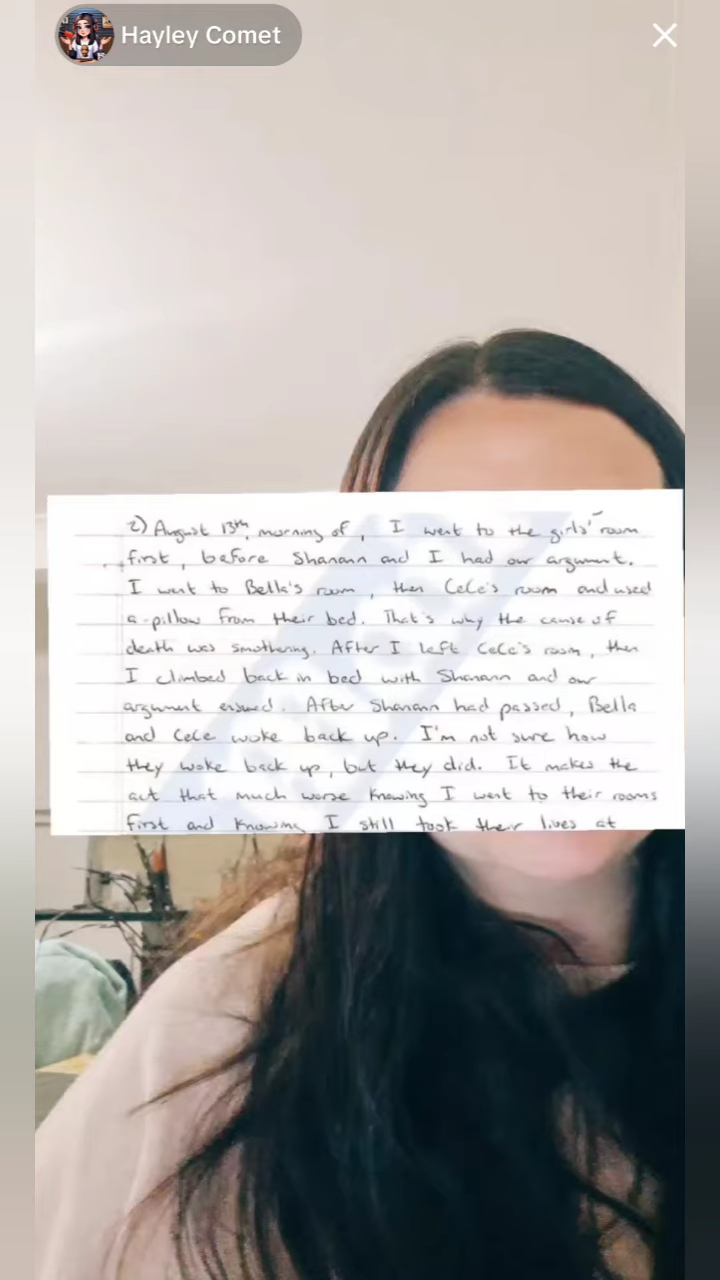 Hayley Comet
2) August 13th, morning of, I went to the girls' room
first, before Shanann and I had our argument.
I went to Bella's room, then CeCe's room and used
a pillow from their bed. That's why the cause of
death was smothering. After I left CeCe's room, then
I climbed back in bed with Shanann and our
argument ensued. After Shanann had passed, Bella
and CeCe woke back up. I'm not sure how
they woke back up, but they did. It makes the
act that much worse knowing I went to their rooms
first and knowing I still took their lives at